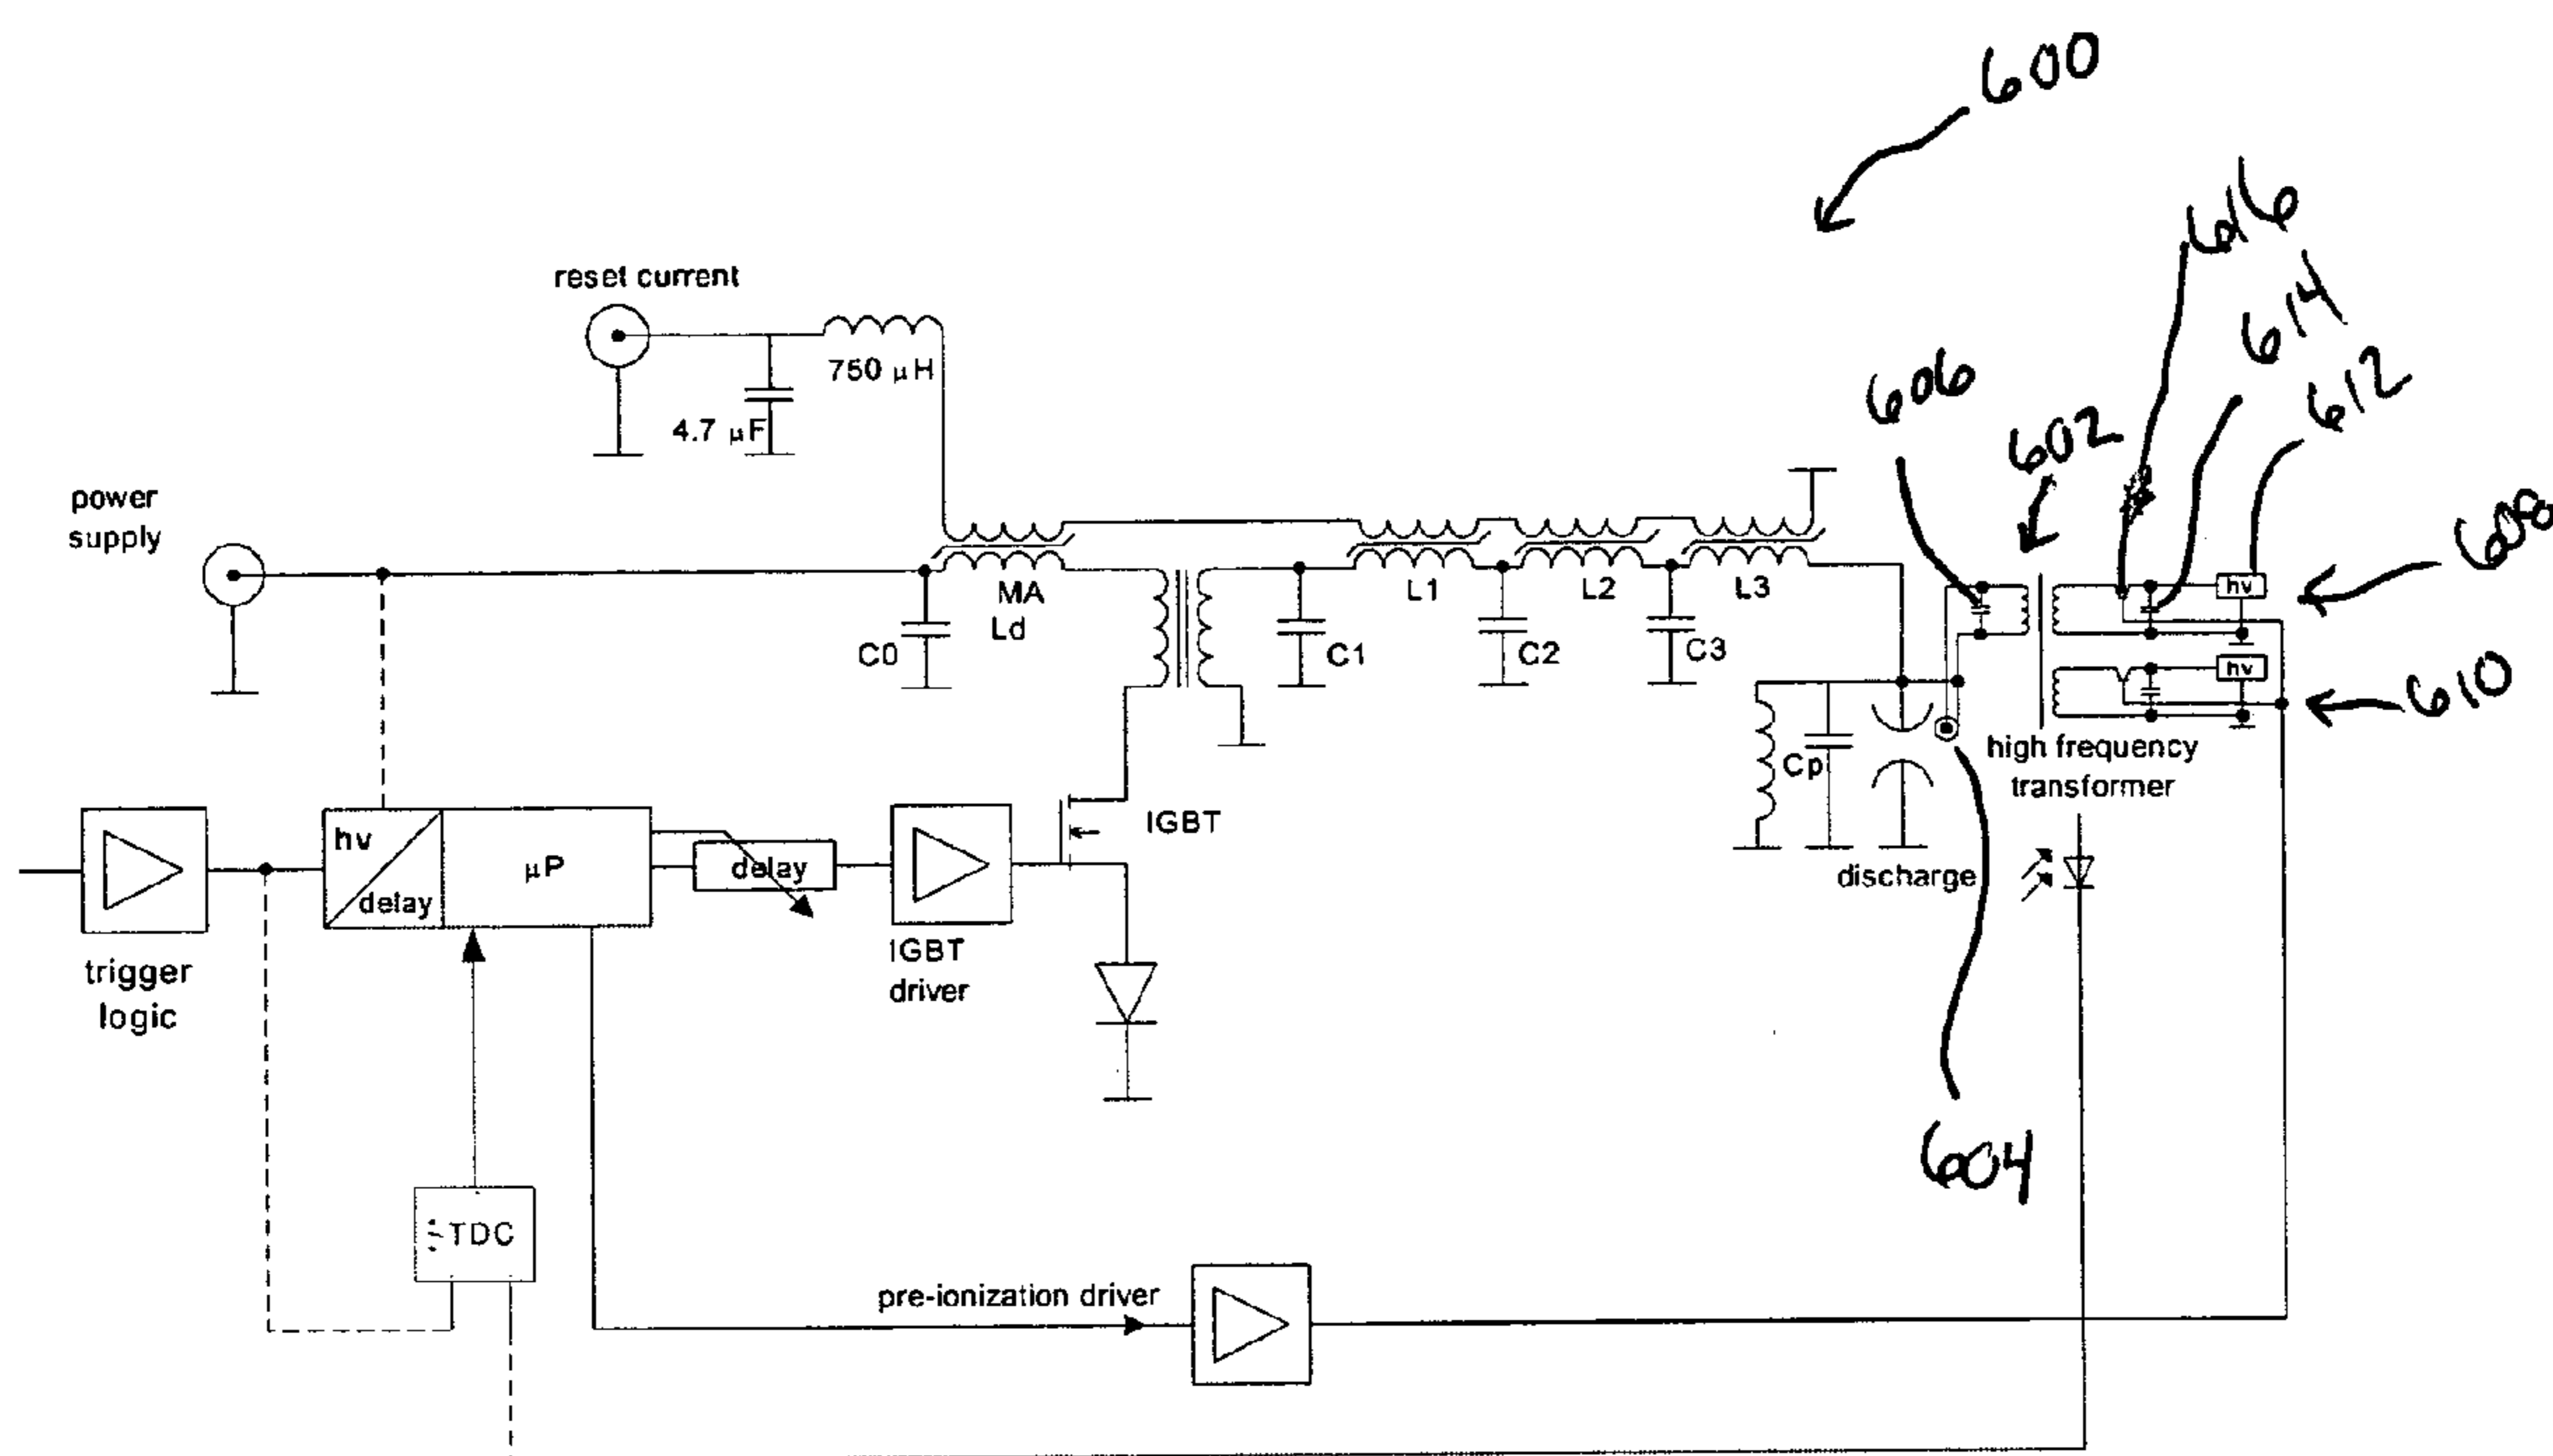 600
616
reset current
614
750 µH
612
606
4.7 µF
602
power
supply
608
MA
Ld
L1
L2
L3
hv
C0
C1
C2
C3
hv
610
high frequency
transformer
Cp
IGBT
hv
delay
µP
delay
discharge
IGBT
driver
trigger
logic
604
TDC
pre-ionization driver